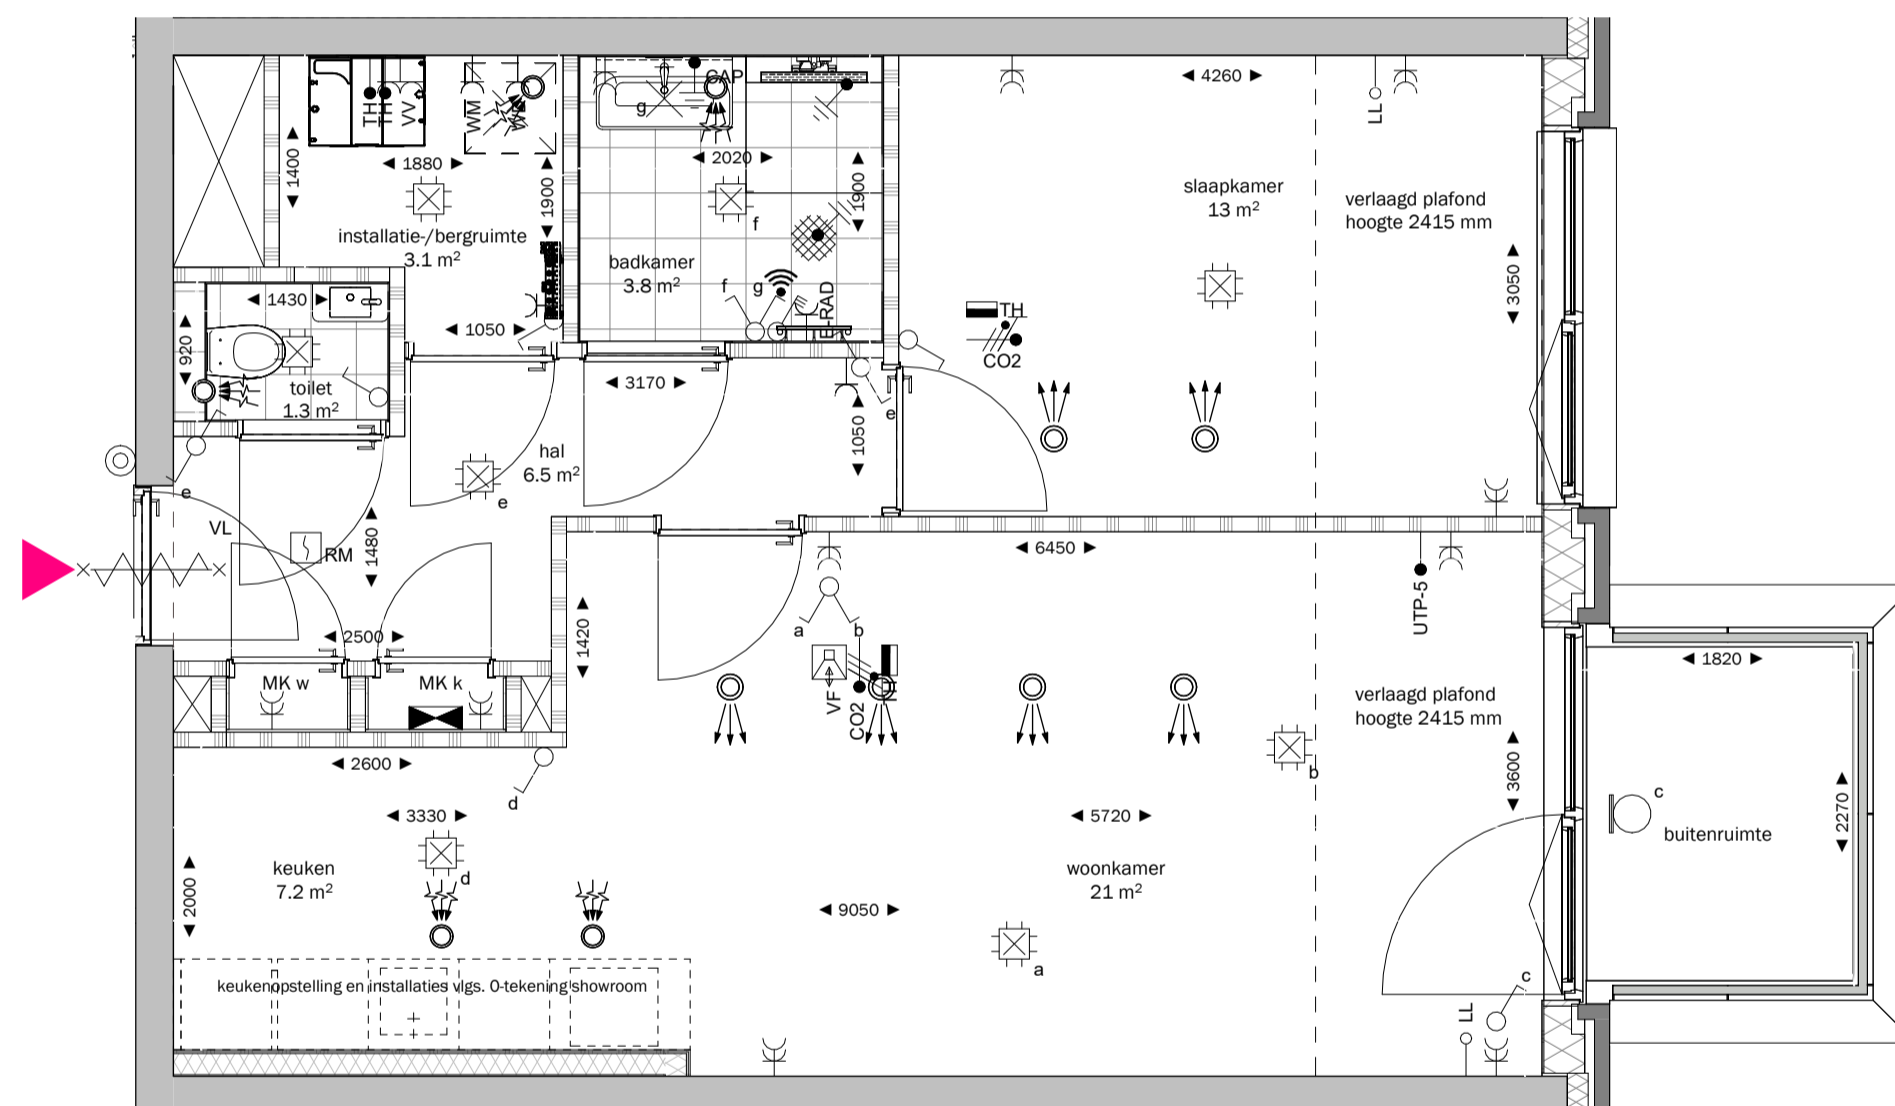 CAP
TH
TH
VV
WM
g
4260
LL
1400
1880
1900
2020
1900
f
slaapkamer
13 m²
verlaagd plafond
hoogte 2415 mm
installatie-/bergruimte
3.1 m²
badkamer
3.8 m²
f
g
E-RAD
3050
1430
920
1050
TH
CO2
toilet
1.3 m²
3170
e
1050
hal
6.5 m²
e
e
VL
RM
1480
6450
UTP-5
2500
1420
a
b
1820
MK w
MK k
VF
CO2
verlaagd plafond
hoogte 2415 mm
2600
d
b
3600
c
2270
buitenruimte
3330
5720
keuken
7.2 m²
d
2000
woonkamer
21 m²
9050
a
c
keukenopstelling en installaties vlgs. 0-tekening showroom
LL